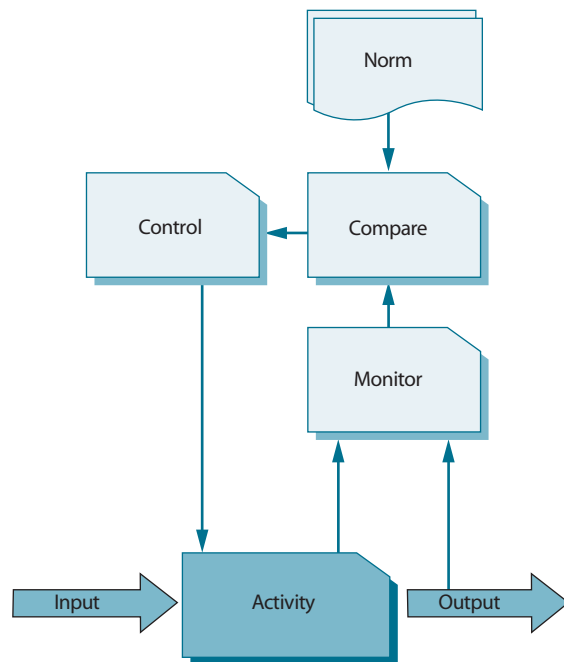 Norm
Control
Compare
Monitor
Input
Activity
Output